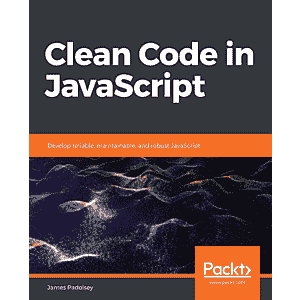 Clean Code in
JavaScript
Develop reliable, maintainable, and robust JavaScript
James Padolsey
Packt>